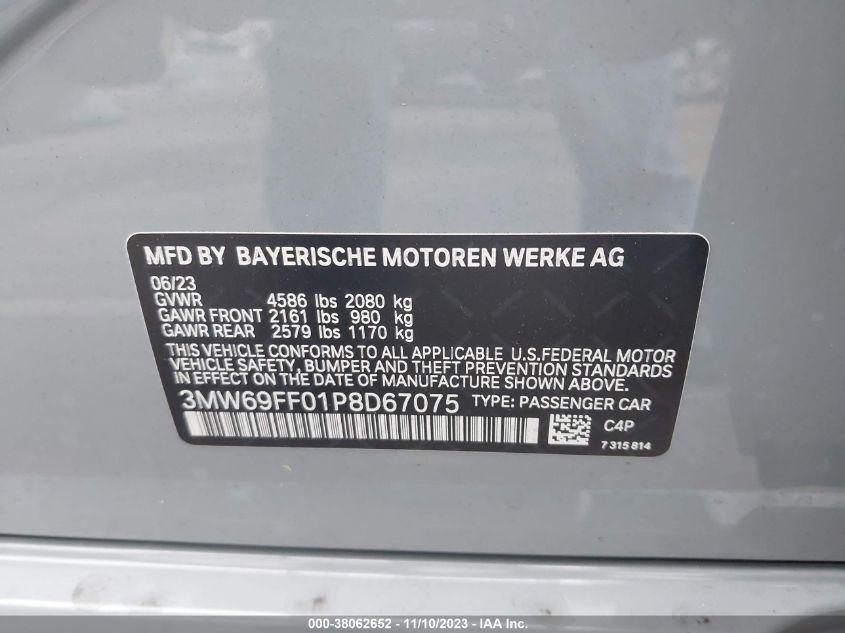 MFD BY BAYERISCHE MOTOREN WERKE AG
06/23
GVWR 4586 lbs 2080 kg
GAWR FRONT 2161 lbs 980 kg
GAWR REAR 2579 lbs 1170 kg
THIS VEHICLE CONFORMS TO ALL APPLICABLE U.S.FEDERAL MOTOR
VEHICLE SAFETY, BUMPER AND THEFT PREVENTION STANDARDS
IN EFFECT ON THE DATE OF MANUFACTURE SHOWN ABOVE.
3MW69FF01P8D67075 TYPE: PASSENGER CAR
C4P
7 315 814
000-38062652 - 11/10/2023 - IAA Inc.